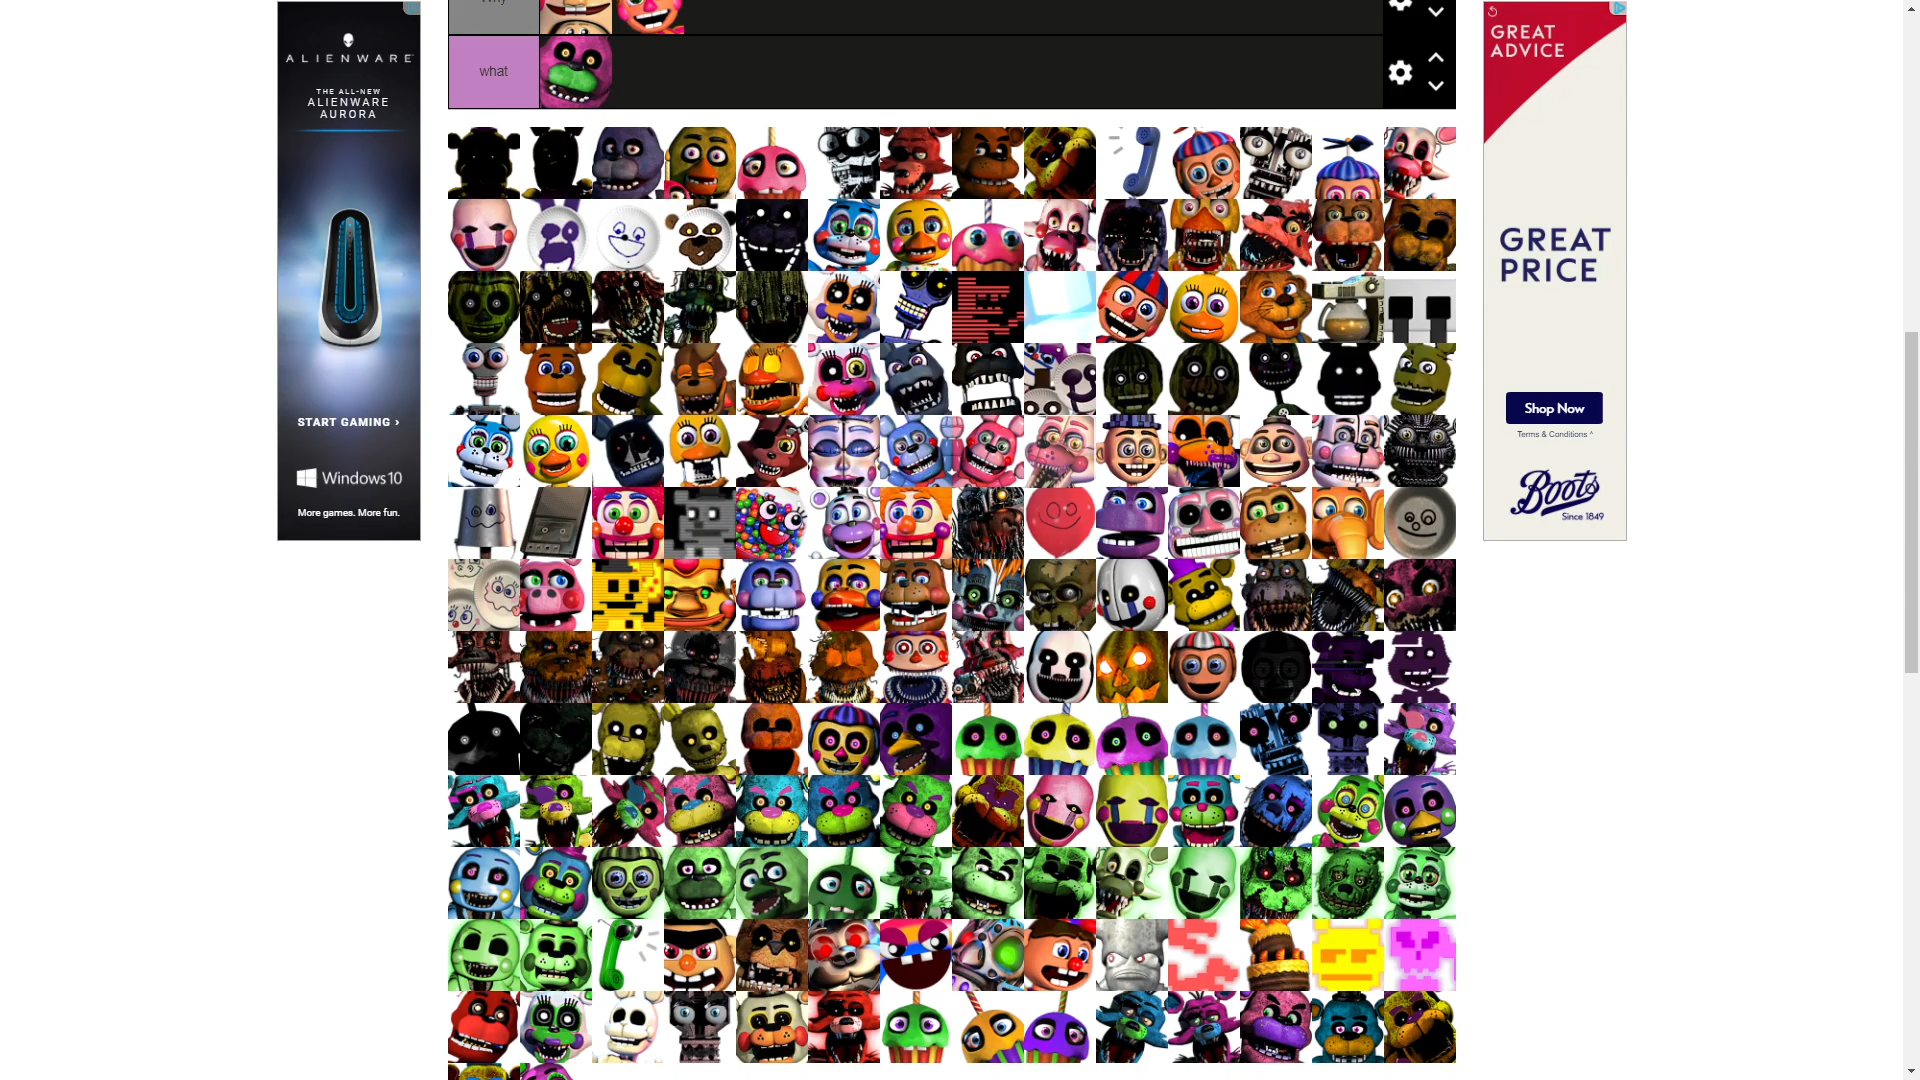 Why
what
ALIENWARE
THE ALL-NEW
ALIENWARE
AURORA
START GAMING ›
Windows10
More games. More fun.
GREAT
ADVICE
GREAT
PRICE
Shop Now
Terms & Conditions ^
Boots
Since 1849